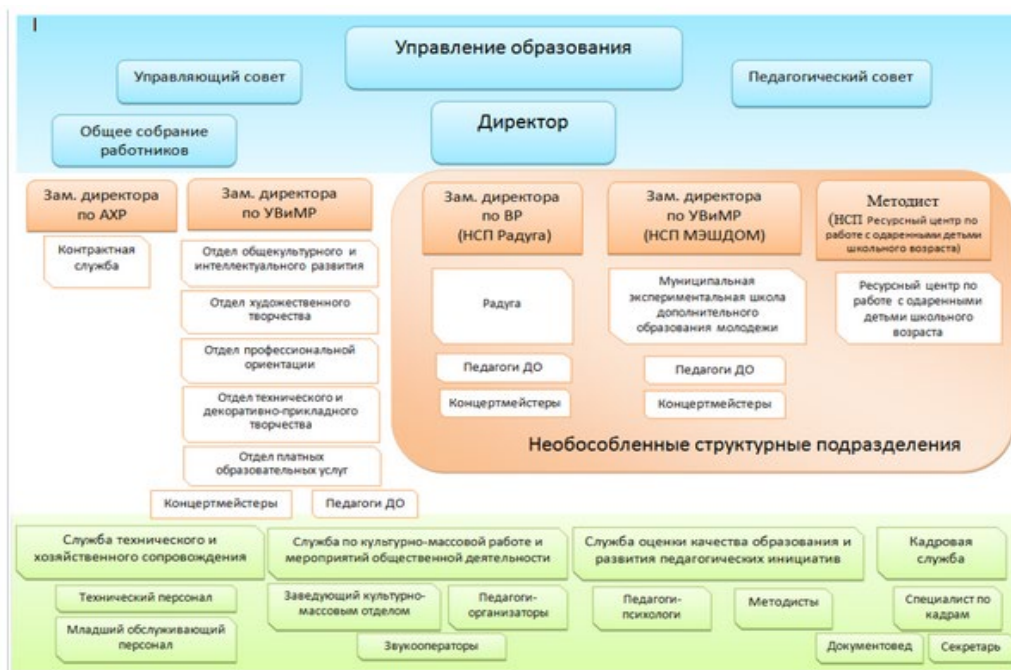 Управление образования
Управляющий совет
Педагогический совет
Директор
Общее собрание
работников
Зам. директора
по АХР
Зам. директора
по УВиМР
Зам. директора
по ВР
(НСП Радуга)
Зам. директора
по УВиМР
(НСП МЭШДОМ)
Методист
(НСП Ресурсный центр по
работе с одаренными детьми
школьного возраста)
Контрактная
служба
Отдел общекультурного и
интеллектуального развития
Отдел художественного
творчества
Отдел профессиональной
ориентации
Отдел технического и
декоративно-прикладного
творчества
Отдел платных
образовательных услуг
Концертмейстеры
Педагоги ДО
Радуга
Педагоги ДО
Концертмейстеры
Муниципальная
экспериментальная школа
дополнительного
образования молодежи
Педагоги ДО
Концертмейстеры
Ресурсный центр по
работе с одаренными
детьми школьного
возраста
Необособленные структурные подразделения
Служба технического и
хозяйственного сопровождения
Технический персонал
Младший обслуживающий
персонал
Служба по культурно-массовой работе и
мероприятий общественной деятельности
Заведующий культурно-
массовым отделом
Педагоги-
организаторы
Звукооператоры
Служба оценки качества образования и
развития педагогических инициатив
Педагоги-
психологи
Методисты
Кадровая
служба
Специалист по
кадрам
Документовед
Секретарь